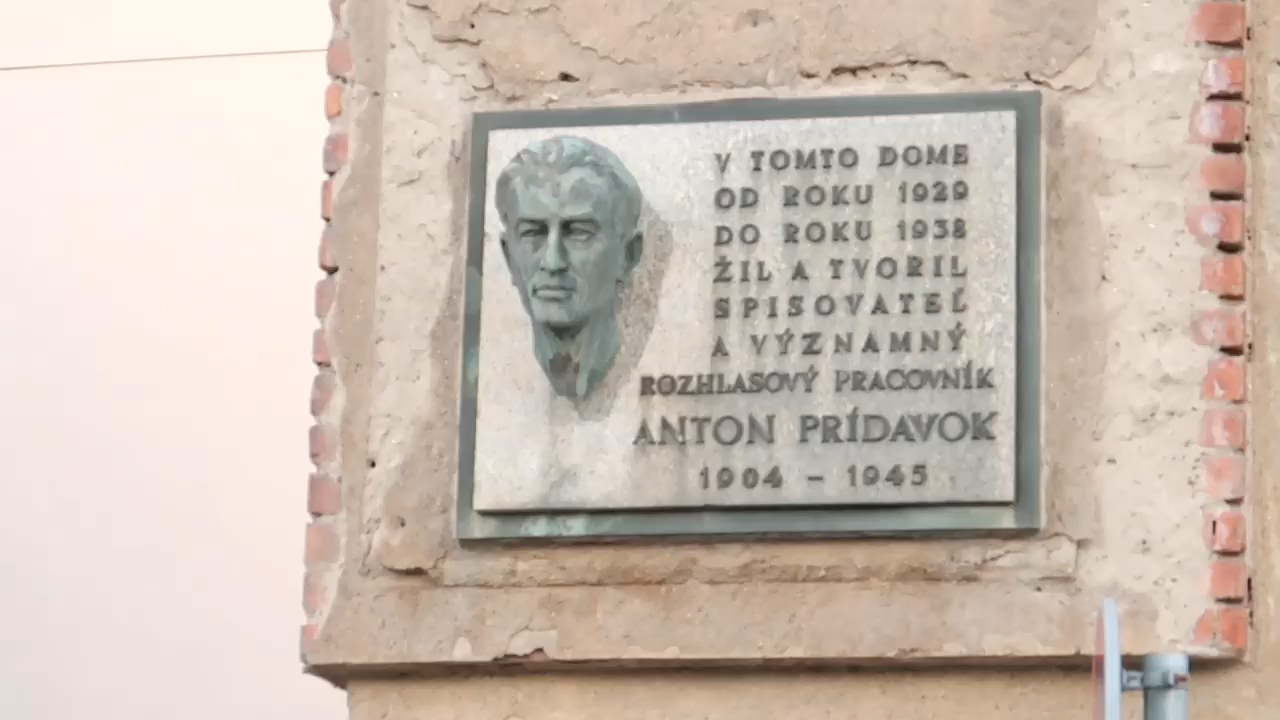 V TOMTO DOME
OD ROKU 1929
DO ROKU 1938
ŽIL A TVORIL
SPISOVATEĽ
A VÝZNAMNÝ
ROZHLASOVÝ PRACOVNÍK
ANTON PRÍDAVOK
1904 – 1945